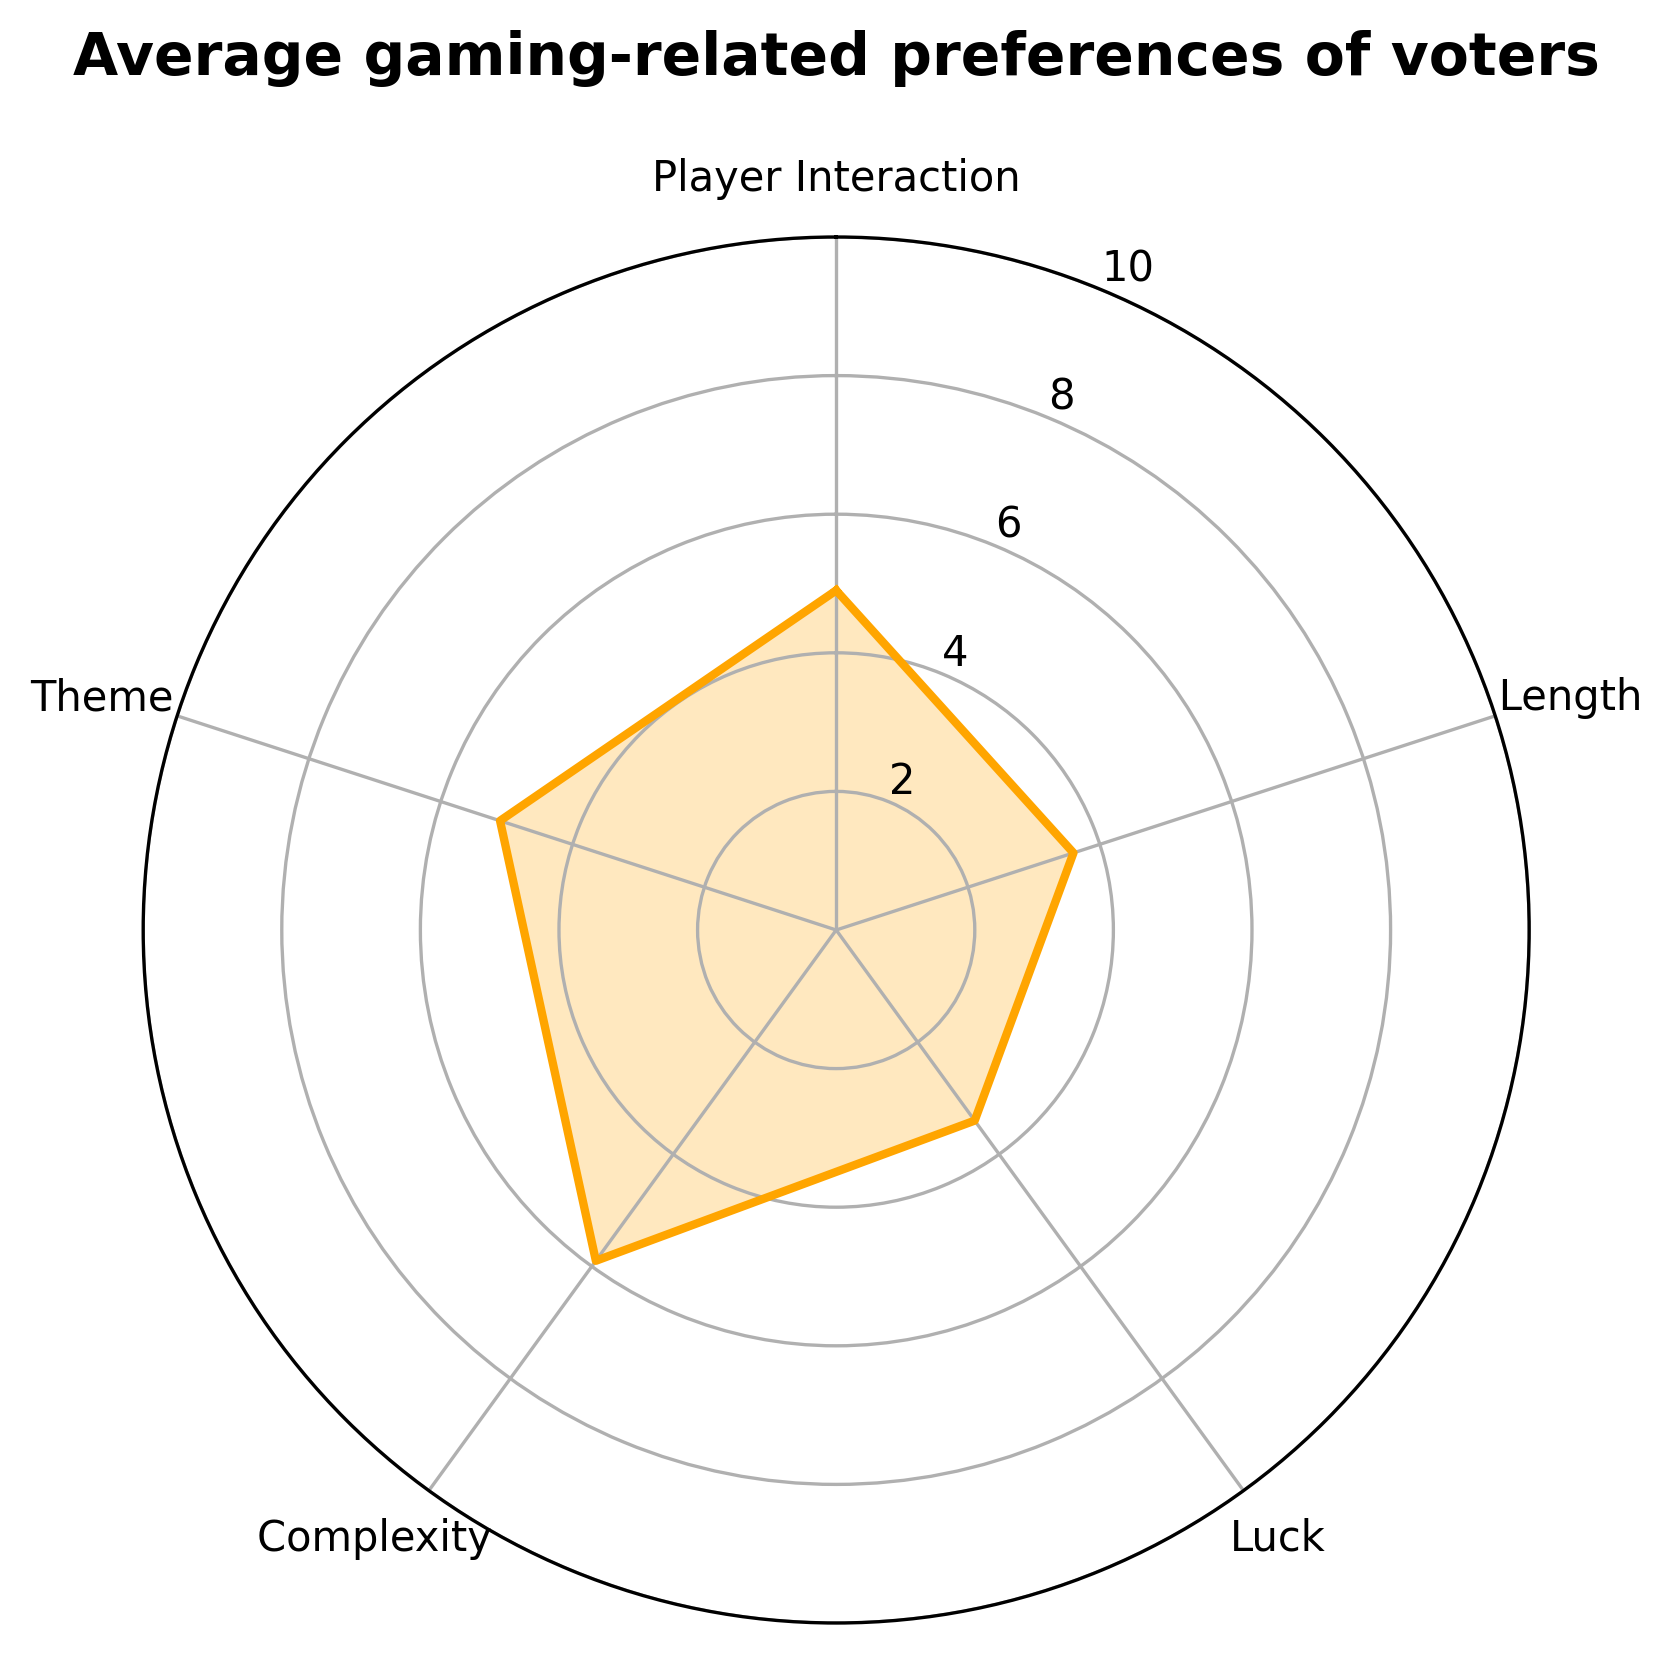 Average gaming-related preferences of voters
Player Interaction
10
8
6
4
2
Theme
Length
Complexity
Luck